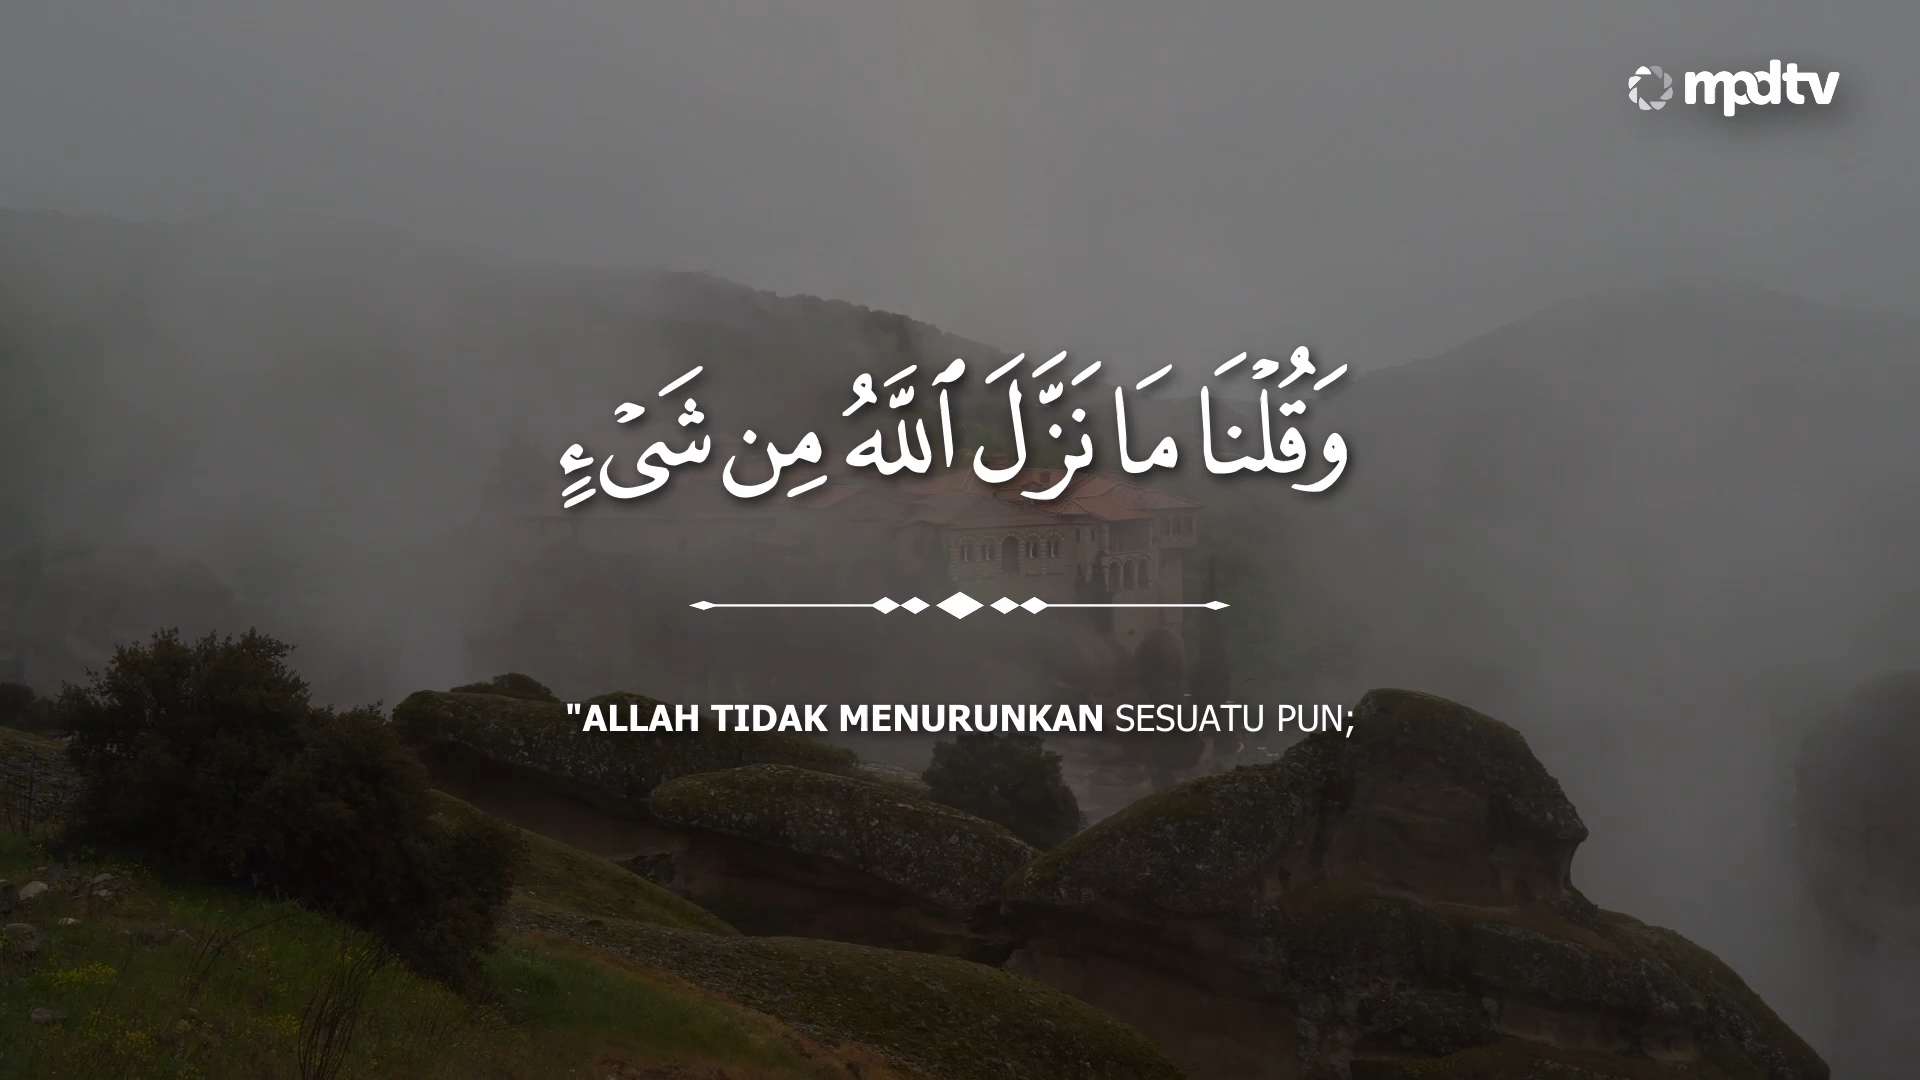 mpdtv
وَقُلْنَا مَا نَزَّلَ ٱللَّهُ مِن شَىْءٍ
"ALLAH TIDAK MENURUNKAN SESUATU PUN;